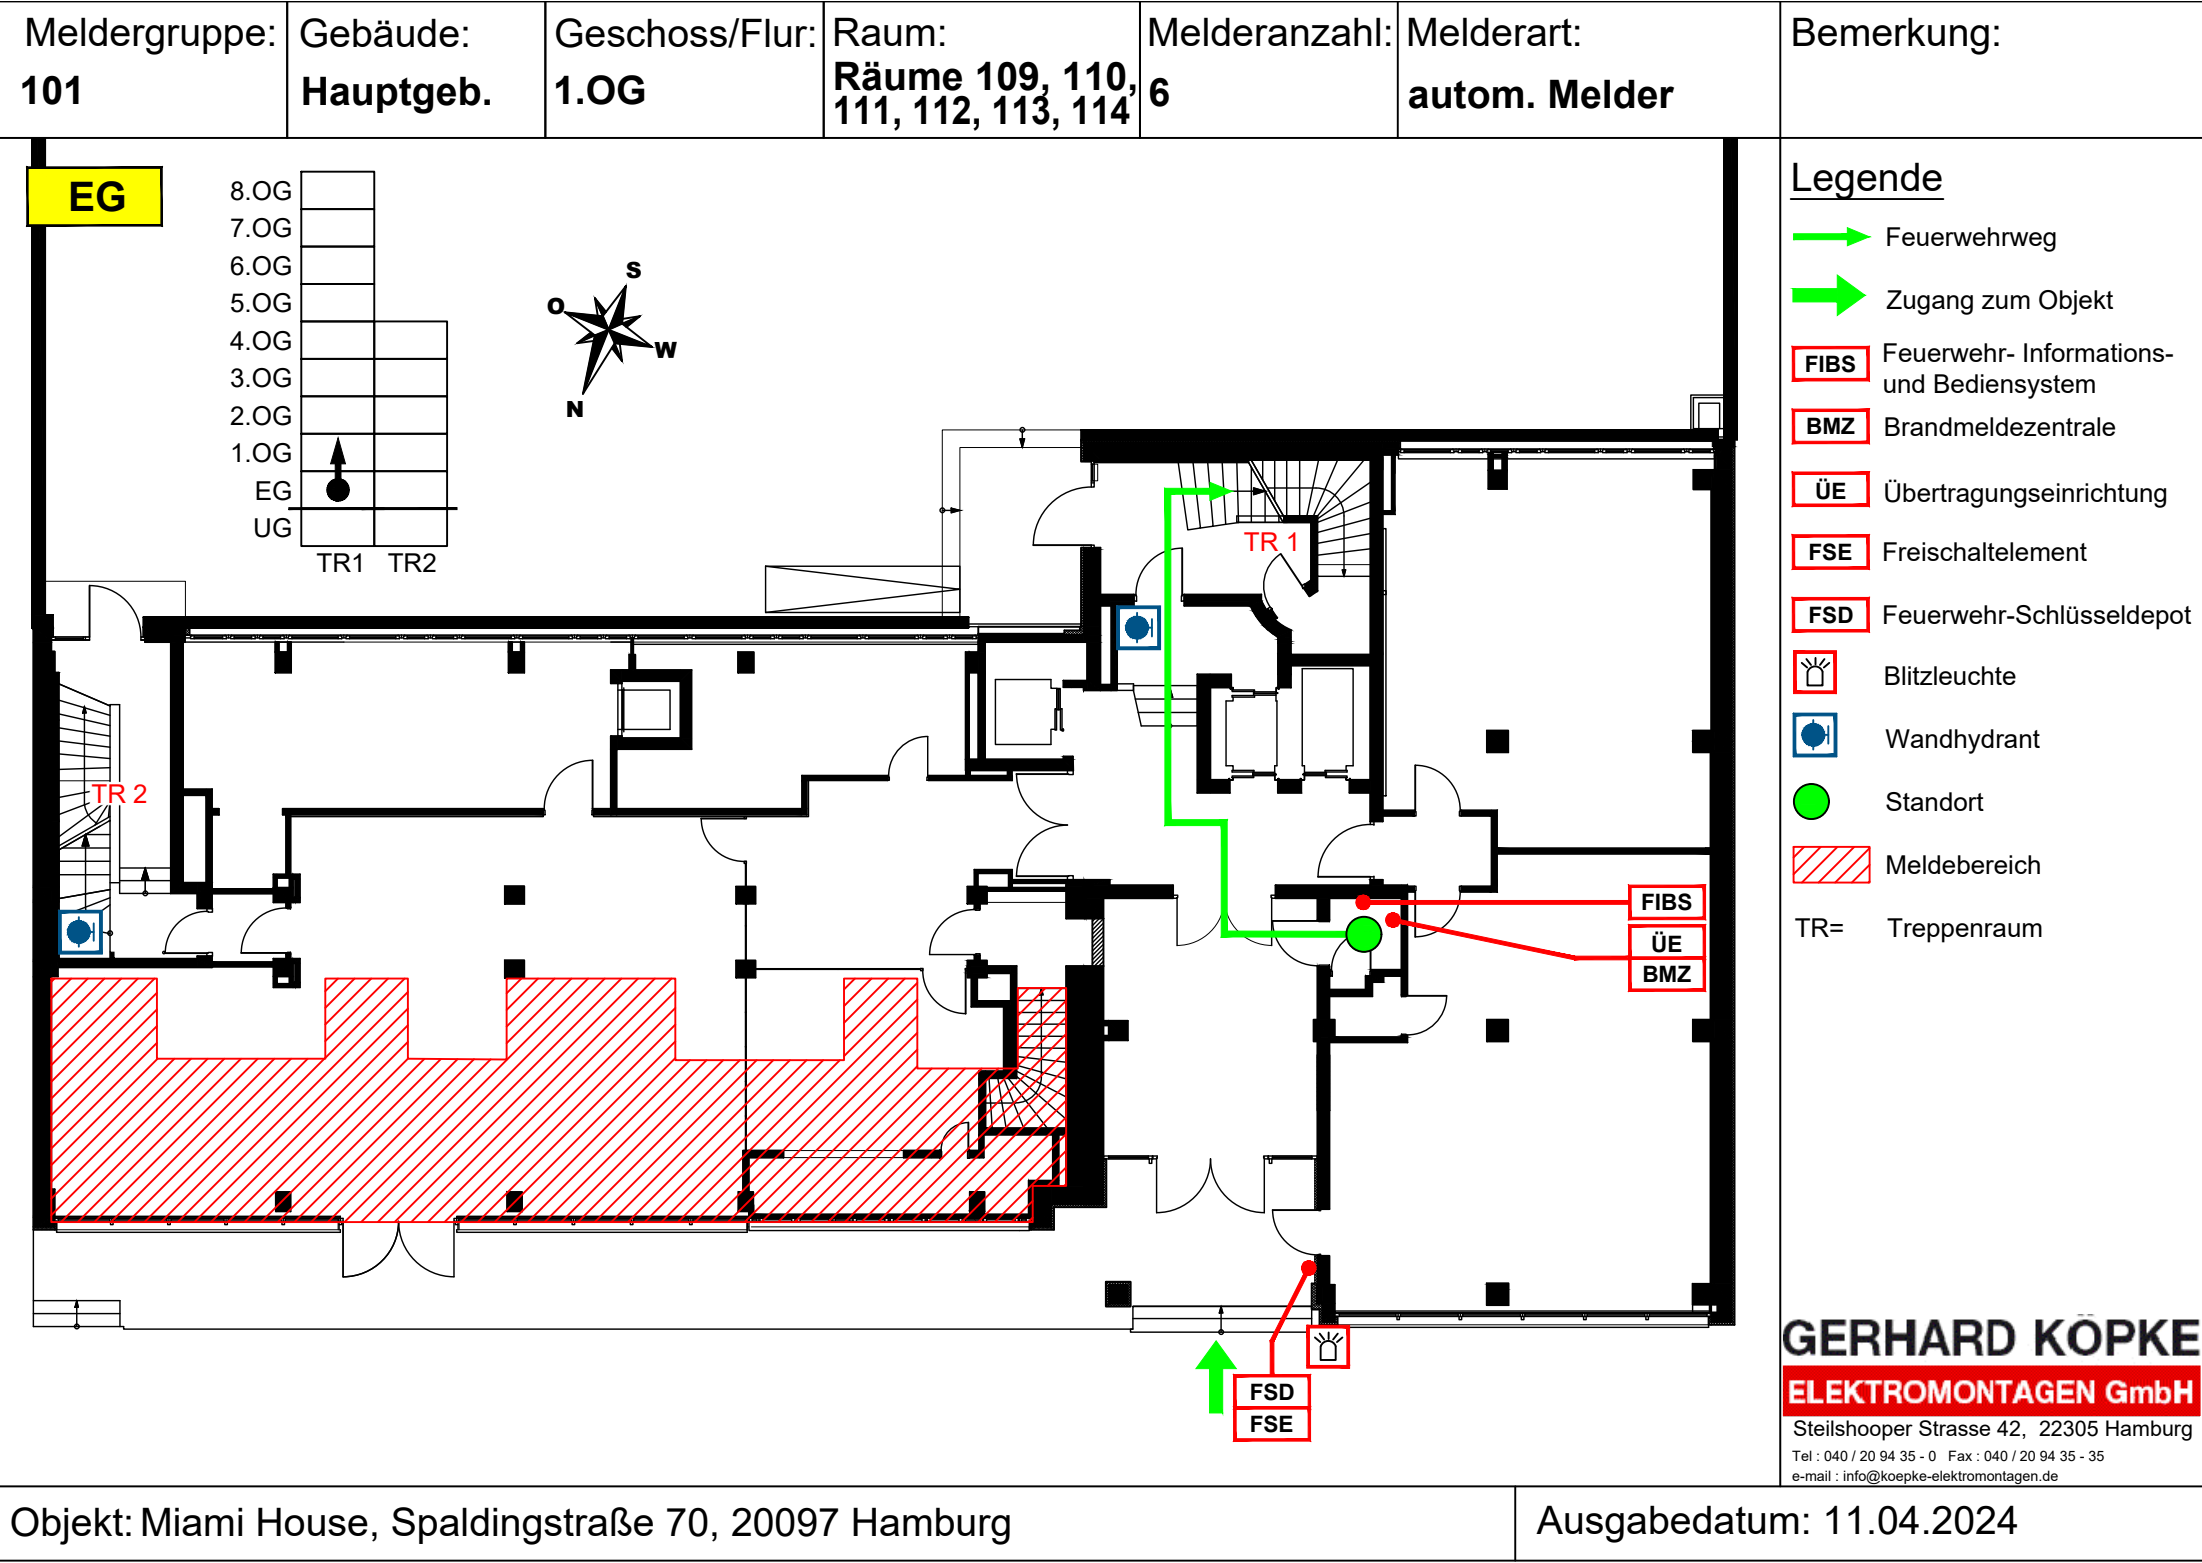 Meldergruppe:
101
Gebäude:
Hauptgeb.
Geschoss/Flur:
1.OG
Raum:
Räume 109, 110,
111, 112, 113, 114
Melderanzahl:
6
Melderart:
autom. Melder
Bemerkung:
EG
8.OG
7.OG
6.OG
5.OG
4.OG
3.OG
2.OG
1.OG
EG
UG
TR1 TR2
S
O
W
N
TR 1
TR 2
FIBS
ÜE
BMZ
FSD
FSE
Legende
Feuerwehrweg
Zugang zum Objekt
FIBS Feuerwehr- Informations-
und Bediensystem
BMZ Brandmeldezentrale
ÜE Übertragungseinrichtung
FSE Freischaltelement
FSD Feuerwehr-Schlüsseldepot
Blitzleuchte
Wandhydrant
Standort
Meldebereich
TR= Treppenraum
GERHARD KÖPKE
ELEKTROMONTAGEN GmbH
Steilshooper Strasse 42, 22305 Hamburg
Tel : 040 / 20 94 35 - 0 Fax : 040 / 20 94 35 - 35
e-mail : info@koepke-elektromontagen.de
Objekt: Miami House, Spaldingstraße 70, 20097 Hamburg
Ausgabedatum: 11.04.2024